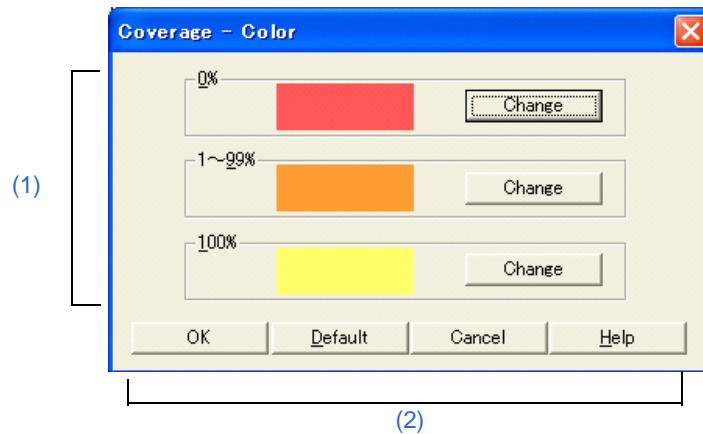 Coverage - Color
0%
Change
(1)
1～99%
Change
100%
Change
OK Default Cancel Help
(2)